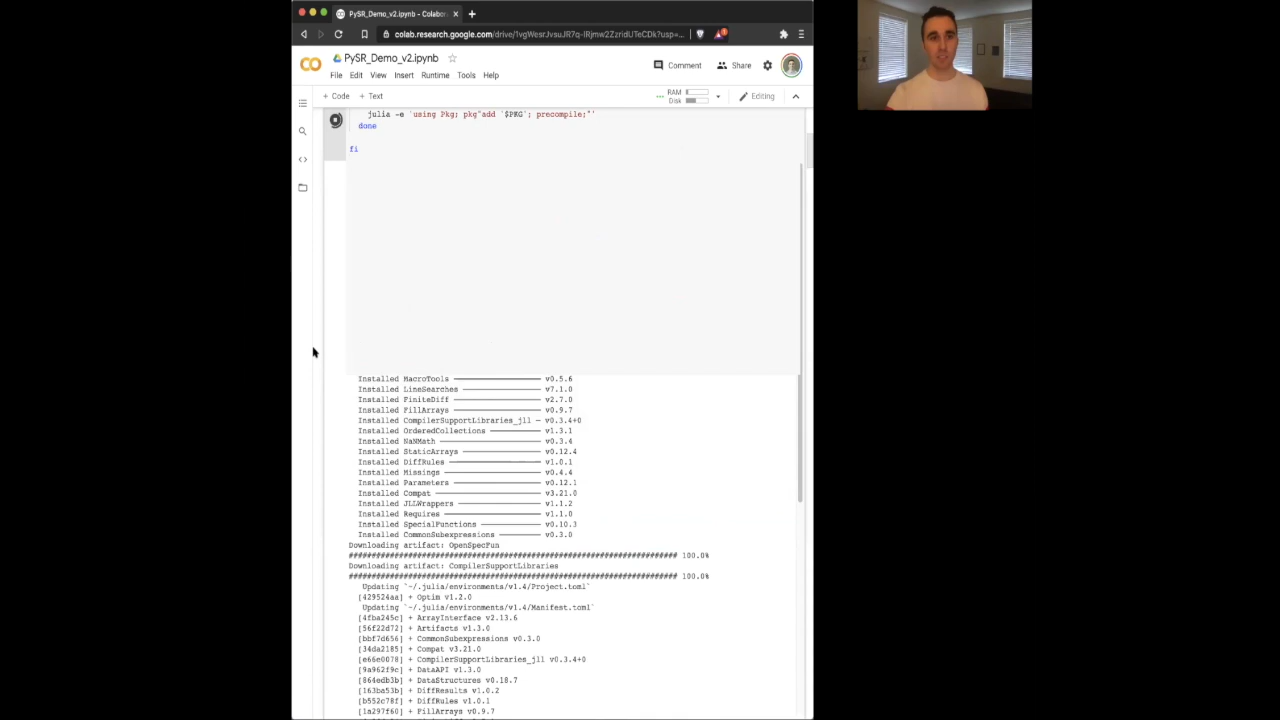 PySR_Demo_v2.ipynb - Colabor
colab.research.google.com/drive/1vgWesrJvsuJR7q-IRjmw2ZzridUTeCDk?usp=...
PySR_Demo_v2.ipynb
Comment
Share
File Edit View Insert Runtime Tools Help
+ Code + Text
RAM
Disk
Editing
julia -e 'using Pkg; pkg"add '$PKG'; precompile;"'
done
fi
Installed MacroTools ── v0.5.6
Installed LineSearches ── v7.1.0
Installed FiniteDiff ── v2.7.0
Installed FillArrays ── v0.9.7
Installed CompilerSupportLibraries_jll ─ v0.3.4+0
Installed OrderedCollections ── v1.3.1
Installed NaNMath ── v0.3.4
Installed StaticArrays ── v0.12.4
Installed DiffRules ── v1.0.1
Installed Missings ── v0.4.4
Installed Parameters ── v0.12.1
Installed Compat ── v3.21.0
Installed JLLWrappers ── v1.1.2
Installed Requires ── v1.1.0
Installed SpecialFunctions ── v0.10.3
Installed CommonSubexpressions ── v0.3.0
Downloading artifact: OpenSpecFun
######################################################################## 100.0%
Downloading artifact: CompilerSupportLibraries
######################################################################## 100.0%
Updating `~/.julia/environments/v1.4/Project.toml`
[429524aa] + Optim v1.2.0
Updating `~/.julia/environments/v1.4/Manifest.toml`
[4fba245c] + ArrayInterface v2.13.6
[56f22d72] + Artifacts v1.3.0
[bbf7d656] + CommonSubexpressions v0.3.0
[34da2185] + Compat v3.21.0
[e66e0078] + CompilerSupportLibraries_jll v0.3.4+0
[9a962f9c] + DataAPI v1.3.0
[864edb3b] + DataStructures v0.18.7
[163ba53b] + DiffResults v1.0.2
[b552c78f] + DiffRules v1.0.1
[1a297f60] + FillArrays v0.9.7